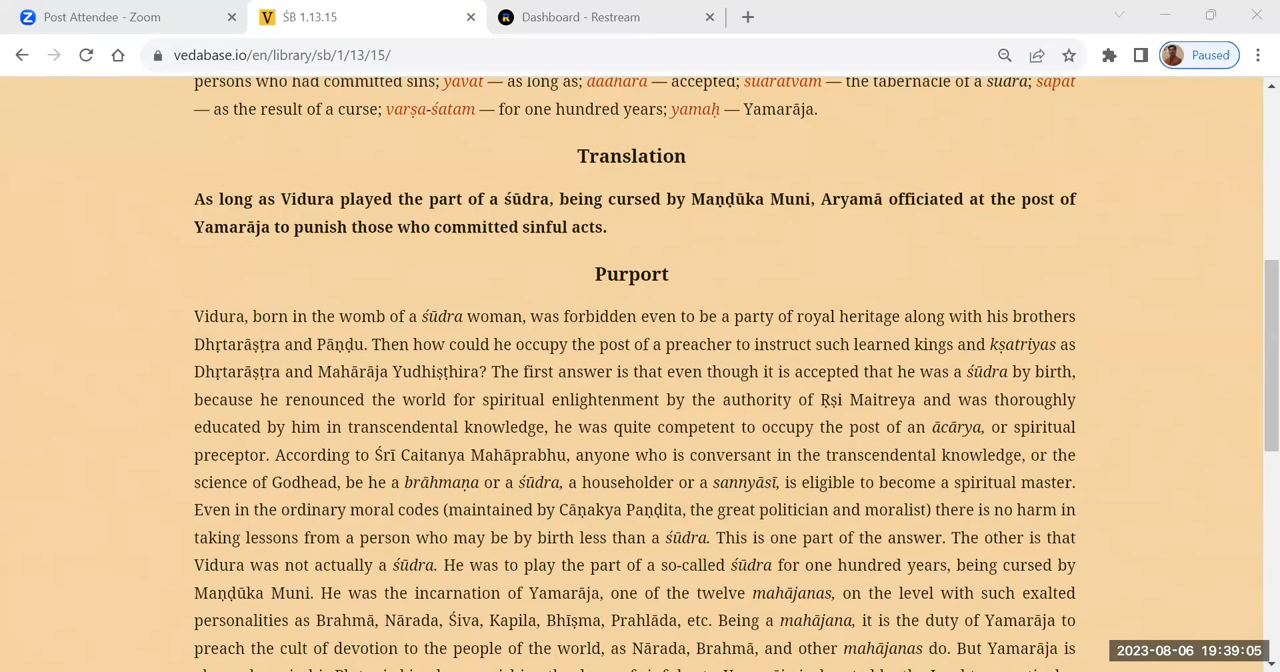 Post Attendee - Zoom
ŚB 1.13.15
Dashboard - Restream
vedabase.io/en/library/sb/1/13/15/
Paused
persons who had committed sins; yāvat — as long as; dadhāra — accepted; śūdratvam — the tabernacle of a śūdra; śāpāt
— as the result of a curse; varṣa-śatam — for one hundred years; yamaḥ — Yamarāja.
Translation
As long as Vidura played the part of a śūdra, being cursed by Maṇḍūka Muni, Aryamā officiated at the post of
Yamarāja to punish those who committed sinful acts.
Purport
Vidura, born in the womb of a śūdra woman, was forbidden even to be a party of royal heritage along with his brothers
Dhṛtarāṣṭra and Pāṇḍu. Then how could he occupy the post of a preacher to instruct such learned kings and kṣatriyas as
Dhṛtarāṣṭra and Mahārāja Yudhiṣṭhira? The first answer is that even though it is accepted that he was a śūdra by birth,
because he renounced the world for spiritual enlightenment by the authority of Ṛṣi Maitreya and was thoroughly
educated by him in transcendental knowledge, he was quite competent to occupy the post of an ācārya, or spiritual
preceptor. According to Śrī Caitanya Mahāprabhu, anyone who is conversant in the transcendental knowledge, or the
science of Godhead, be he a brāhmaṇa or a śūdra, a householder or a sannyāsī, is eligible to become a spiritual master.
Even in the ordinary moral codes (maintained by Cāṇakya Paṇḍita, the great politician and moralist) there is no harm in
taking lessons from a person who may be by birth less than a śūdra. This is one part of the answer. The other is that
Vidura was not actually a śūdra. He was to play the part of a so-called śūdra for one hundred years, being cursed by
Maṇḍūka Muni. He was the incarnation of Yamarāja, one of the twelve mahājanas, on the level with such exalted
personalities as Brahmā, Nārada, Śiva, Kapila, Bhīṣma, Prahlāda, etc. Being a mahājana, it is the duty of Yamarāja to
preach the cult of devotion to the people of the world, as Nārada, Brahmā, and other mahājanas do. But Yamarāja is
2023-08-06 19:39:05